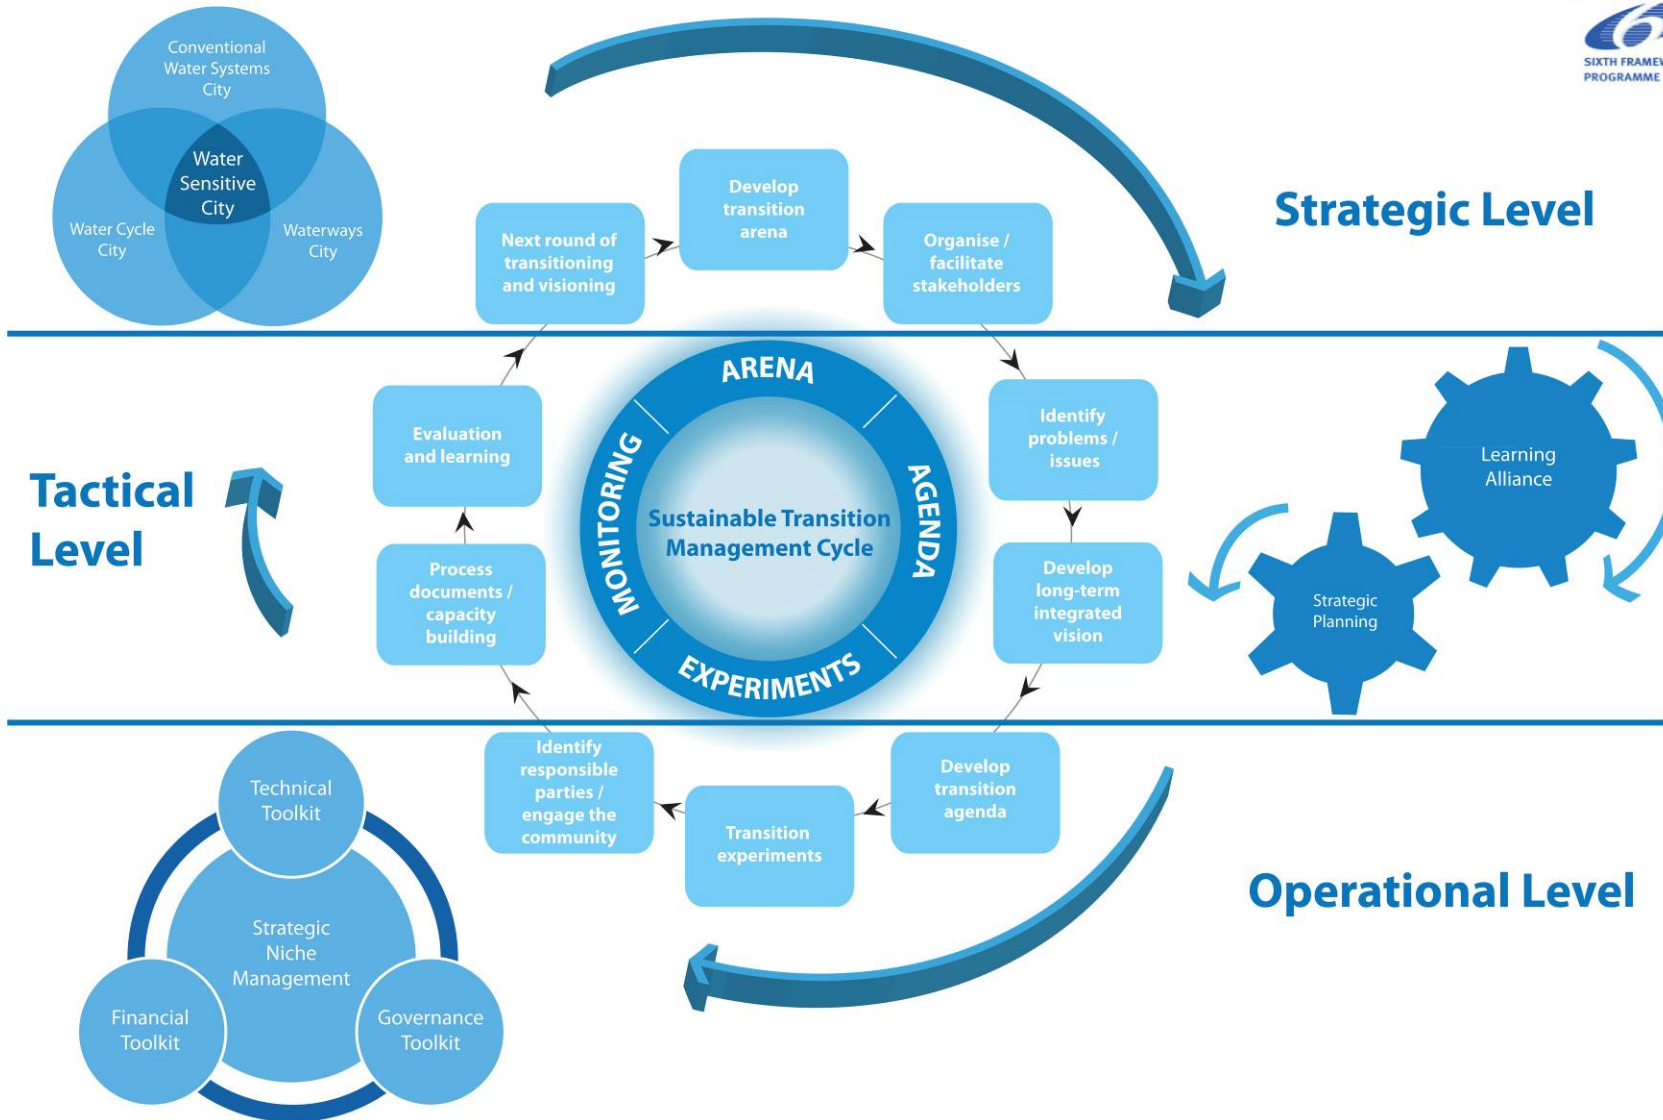 Conventional
Water Systems
City
Water
Sensitive
City
Water Cycle
City
Waterways
City
SIXTH
PROGRAMME
Strategic Level
Develop
transition
arena
Next round of
transitioning
and visioning
Organise /
facilitate
stakeholders
Tactical
Level
Evaluation
and learning
Process
documents /
capacity
building
ARENA
AGENDA
EXPERIMENTS
MONITORING
Sustainable Transition
Management Cycle
Identify
problems /
issues
Develop
long-term
integrated
vision
Learning
Alliance
Strategic
Planning
Identify
responsible
parties /
engage the
community
Transition
experiments
Develop
transition
agenda
Operational Level
Technical
Toolkit
Strategic
Niche
Management
Financial
Toolkit
Governance
Toolkit